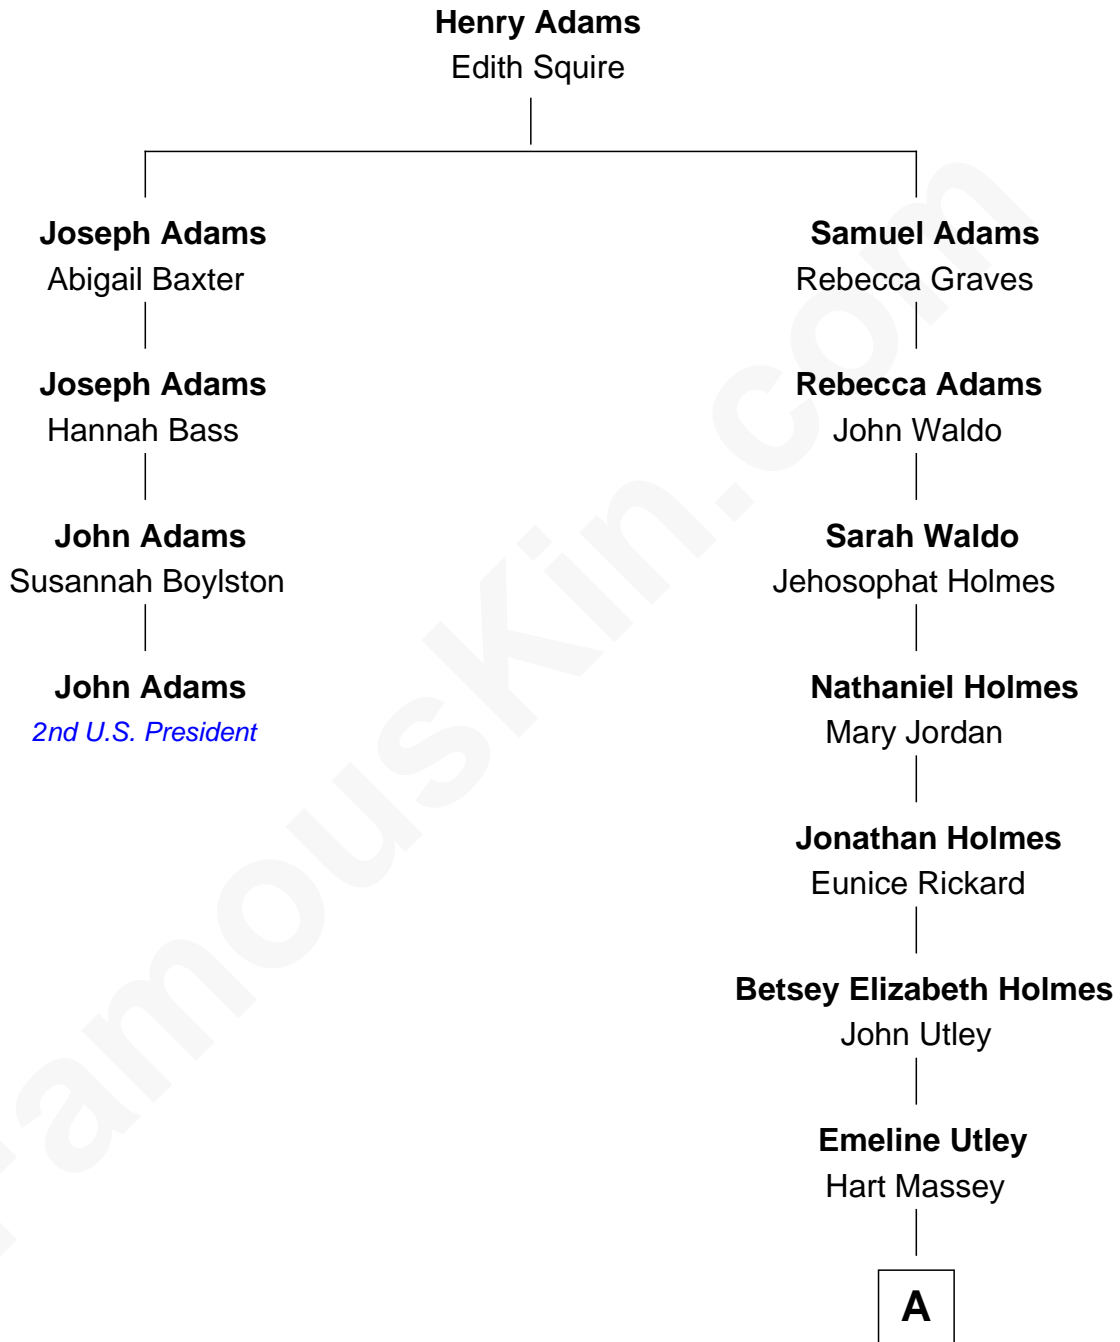 Henry Adams
Edith Squire
Joseph Adams
Abigail Baxter
Samuel Adams
Rebecca Graves
Joseph Adams
Hannah Bass
Rebecca Adams
John Waldo
John Adams
Susannah Boylston
Sarah Waldo
Jehosophat Holmes
John Adams
2nd U.S. President
Nathaniel Holmes
Mary Jordan
Jonathan Holmes
Eunice Rickard
Betsey Elizabeth Holmes
John Utley
Emeline Utley
Hart Massey
A
FamousKin.com